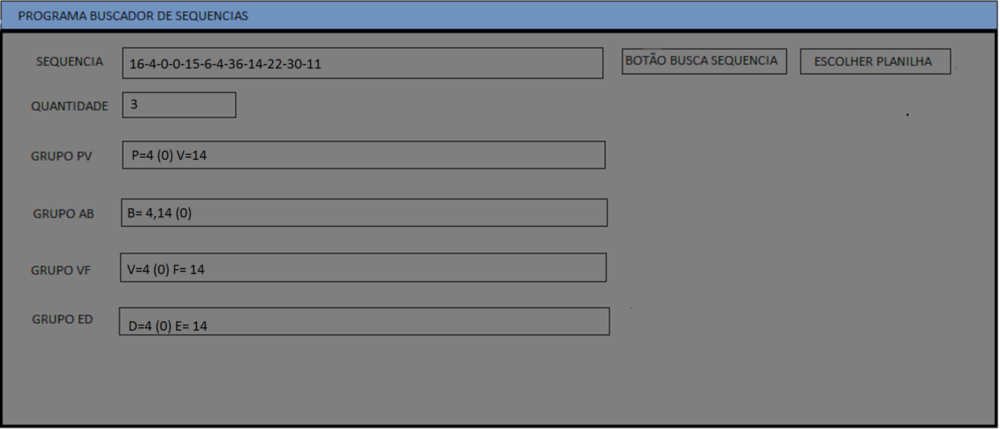 PROGRAMA BUSCADOR DE SEQUENCIAS
SEQUENCIA 16-4-0-0-15-6-4-36-14-22-30-11 BOTÃO BUSCA SEQUENCIA ESCOLHER PLANILHA
QUANTIDADE 3
GRUPO PV P=4 (0) V=14
GRUPO AB B= 4,14 (0)
GRUPO VF V=4 (0) F= 14
GRUPO ED D=4 (0) E= 14